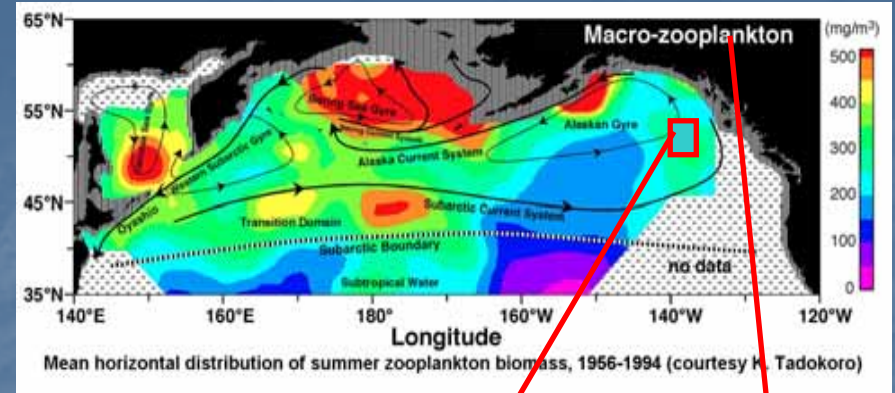 65°N
Macro-zooplankton
(mg/m³)
500
55°N
Bering Sea Gyre
400
Alaskan Gyre
Western Subarctic Gyre
Alaska Current System
300
45°N
Oyashio
Subarctic Current System
200
Transition Domain
Subarctic Boundary
100
no data
Subtropical Water
35°N
0
140°E
160°E
180°
160°W
140°W
120°W
Longitude
Mean horizontal distribution of summer zooplankton biomass, 1956-1994 (courtesy K. Tadokoro)